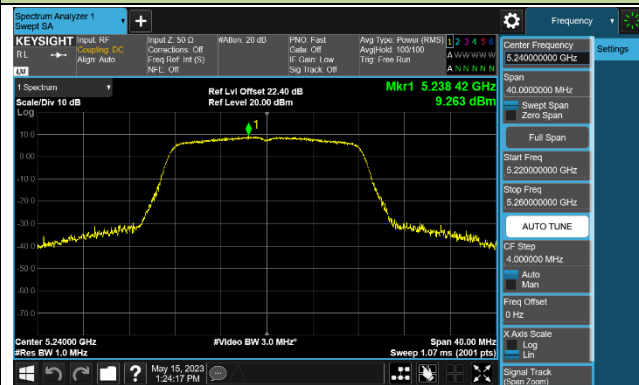 Spectrum Analyzer 1
Swept SA
Frequency
KEYSIGHT
RL
LXI
Input: RF
Coupling: DC
Align: Auto
Input Z: 50 Ω
Corrections: Off
Freq Ref: Int (S)
NFE: Off
#Atten: 20 dB
PNO: Fast
Gate: Off
IF Gain: Low
Sig Track: Off
Avg Type: Power (RMS)
Avg|Hold: 100/100
Trig: Free Run
1 2 3 4 5 6
A W W W W W
A N N N N N
1 Spectrum
Scale/Div 10 dB
Log
Ref Lvl Offset 22.40 dB
Ref Level 20.00 dBm
Mkr1 5.238 42 GHz
9.263 dBm
1
10.0
0.00
-10.0
-20.0
-30.0
-40.0
-50.0
-60.0
-70.0
Center 5.24000 GHz
#Res BW 1.0 MHz
#Video BW 3.0 MHz*
Span 40.00 MHz
Sweep 1.07 ms (2001 pts)
Center Frequency
5.240000000 GHz
Settings
Span
40.0000000 MHz
Swept Span
Zero Span
Full Span
Start Freq
5.220000000 GHz
Stop Freq
5.260000000 GHz
AUTO TUNE
CF Step
4.000000 MHz
Auto
Man
Freq Offset
0 Hz
X Axis Scale
Log
Lin
Signal Track
(Span Zoom)
May 15, 2023
1:24:17 PM